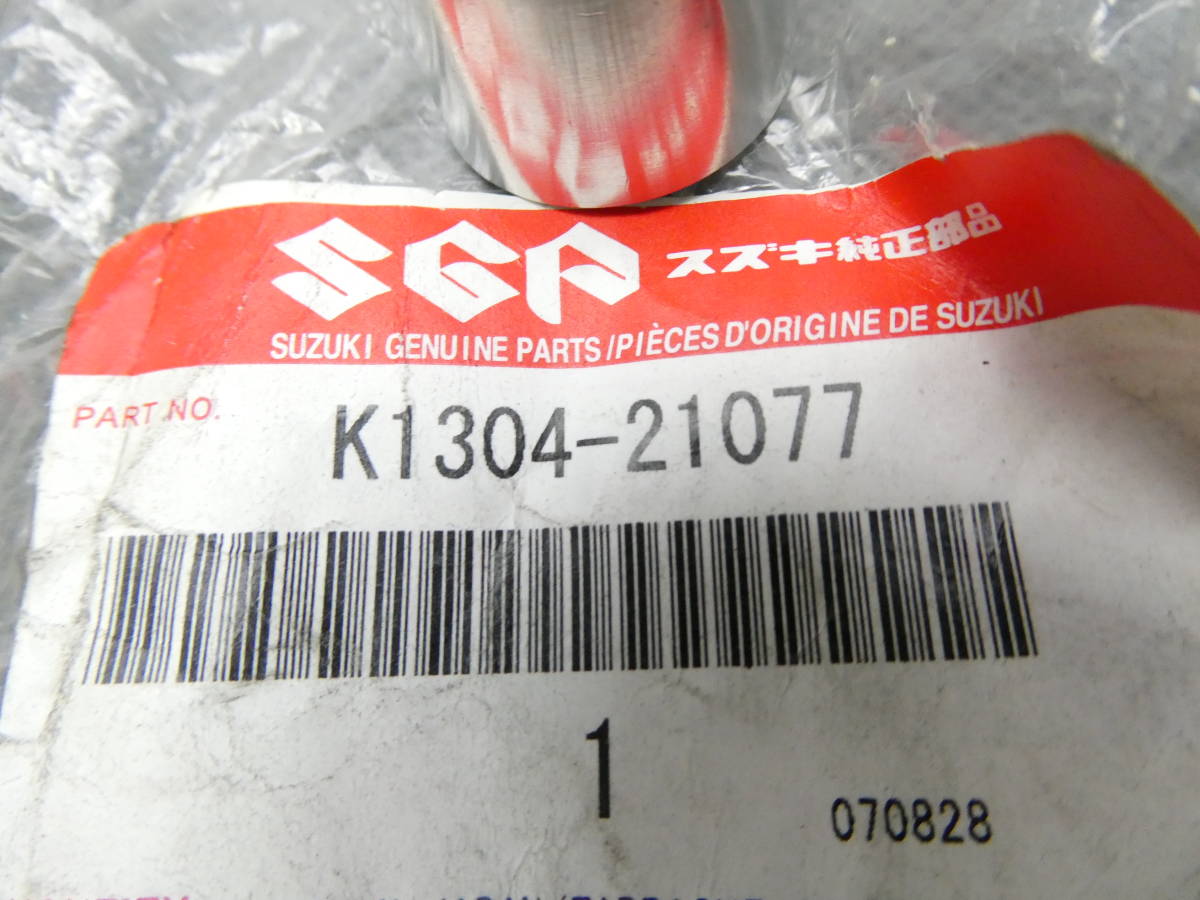 SGP スズキ純正部品
SUZUKI GENUINE PARTS/PIÈCES D'ORIGINE DE SUZUKI
PART NO. K1304-21077
1
070828